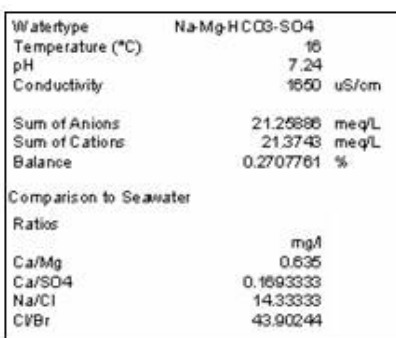 Watertype Na-Mg-HCO3-SO4
Temperature (°C) 16
pH 7.24
Conductivity 1650 uS/cm
Sum of Anions 21.25886 meq/L
Sum of Cations 21.3743 meq/L
Balance 0.2707761 %
Comparison to Seawater
Ratios
mg/l
Ca/Mg 0.635
Ca/SO4 0.1693333
Na/Cl 14.33333
Cl/Br 43.90244